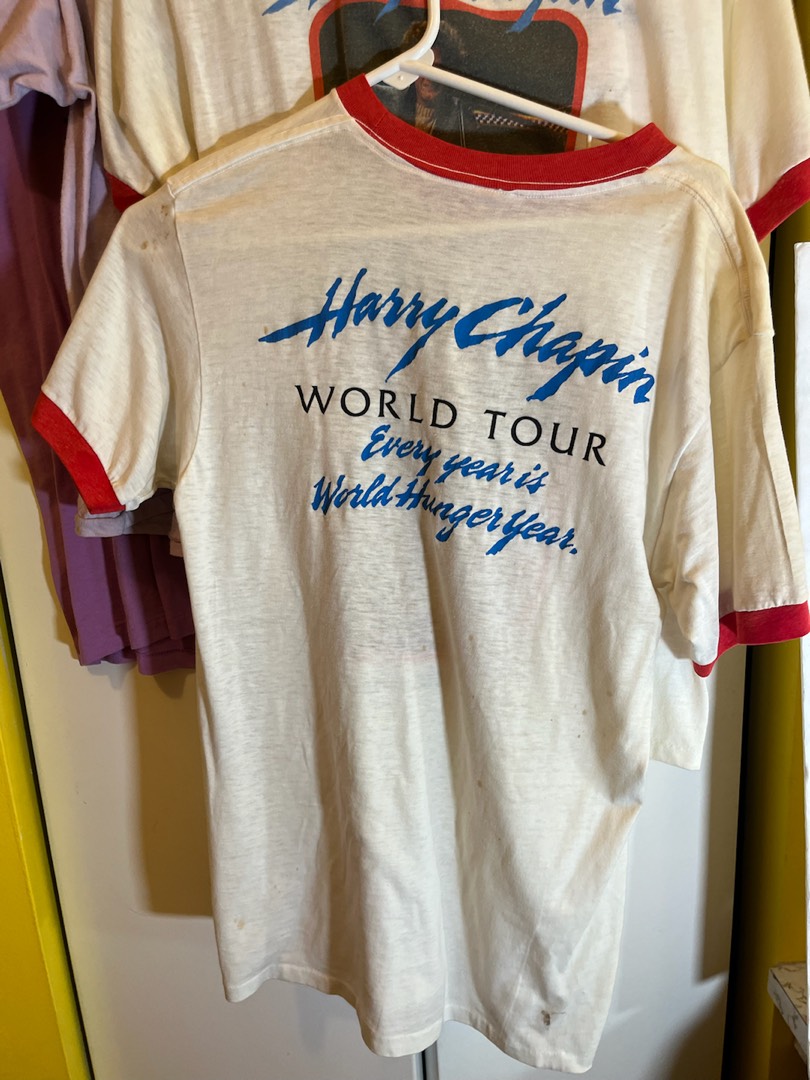 Harry Chapin
WORLD TOUR
Every year is
World Hunger Year.